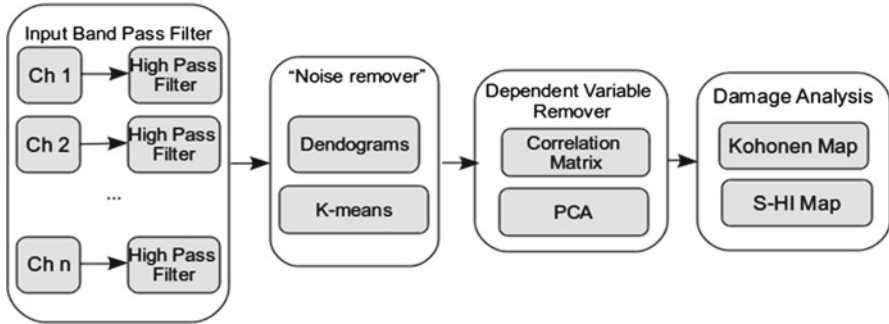 Input Band Pass Filter
Ch 1
High Pass
Filter
Ch 2
High Pass
Filter
...
Ch n
High Pass
Filter
“Noise remover”
Dendograms
K-means
Dependent Variable
Remover
Correlation
Matrix
PCA
Damage Analysis
Kohonen Map
S-HI Map